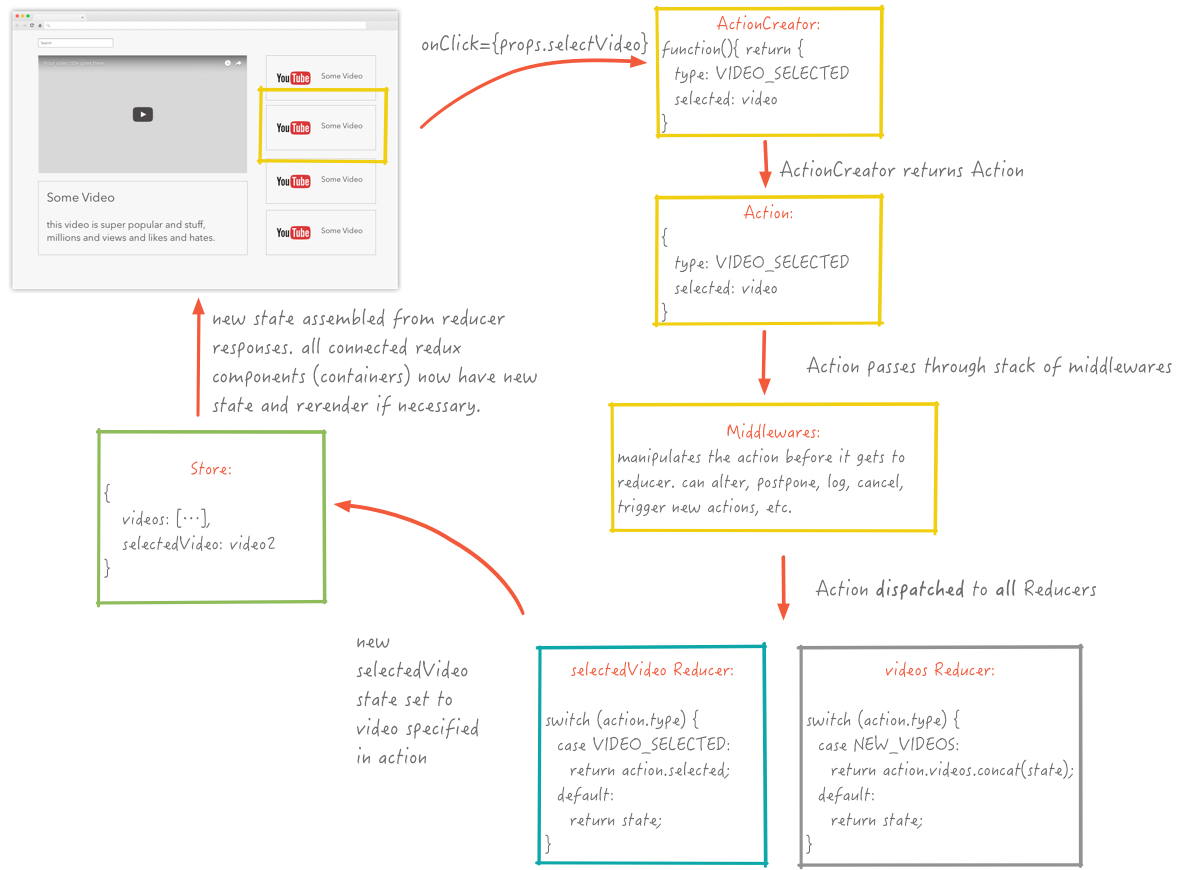 Search
Your video title goes here
YouTube Some Video
YouTube Some Video
YouTube Some Video
YouTube Some Video
Some Video
this video is super popular and stuff,
millions and views and likes and hates.
onClick={props.selectVideo}
ActionCreator:
function(){ return {
type: VIDEO_SELECTED
selected: video
}
ActionCreator returns Action
Action:
{
type: VIDEO_SELECTED
selected: video
}
Action passes through stack of middlewares
Middlewares:
manipulates the action before it gets to
reducer. can alter, postpone, log, cancel,
trigger new actions, etc.
Action dispatched to all Reducers
selectedVideo Reducer:
switch (action.type) {
case VIDEO_SELECTED:
return action.selected;
default:
return state;
}
videos Reducer:
switch (action.type) {
case NEW_VIDEOS:
return action.videos.concat(state);
default:
return state;
}
new
selectedVideo
state set to
video specified
in action
Store:
{
videos: [...],
selectedVideo: video2
}
new state assembled from reducer
responses. all connected redux
components (containers) now have new
state and rerender if necessary.